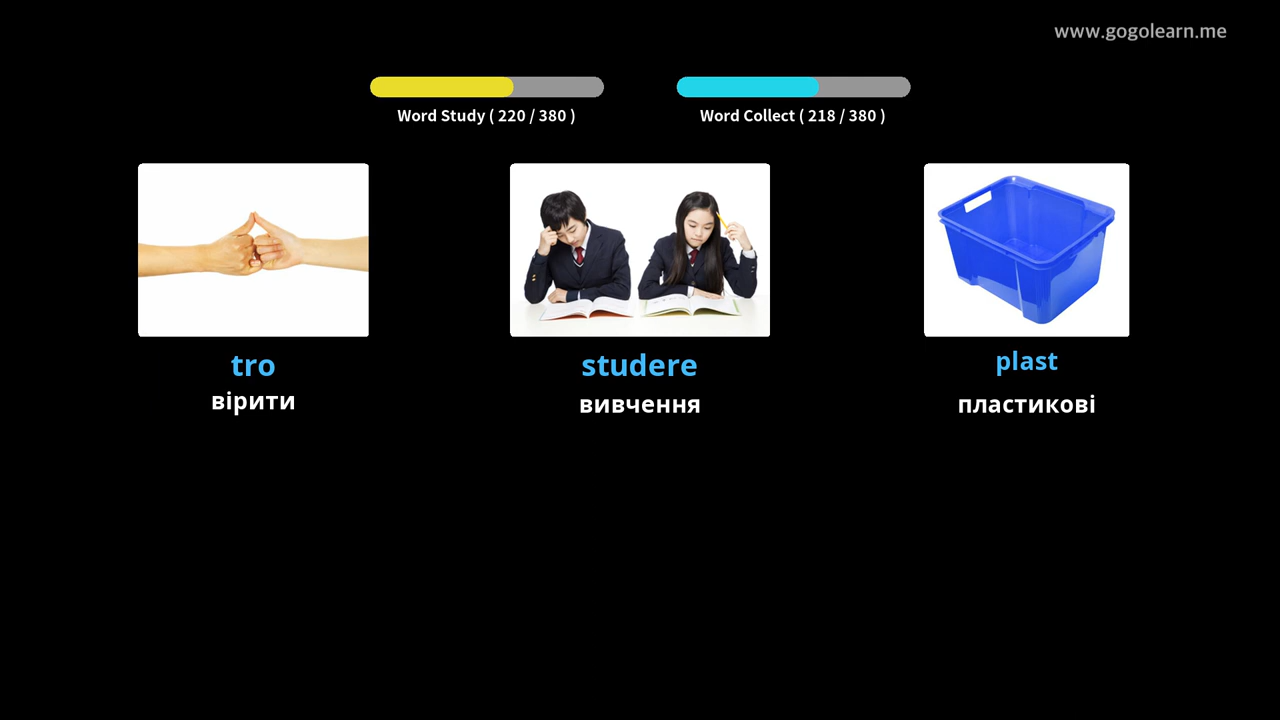 www.gogolearn.me
Word Study ( 220 / 380 )
Word Collect ( 218 / 380 )
tro
вірити
studere
вивчення
plast
пластикові